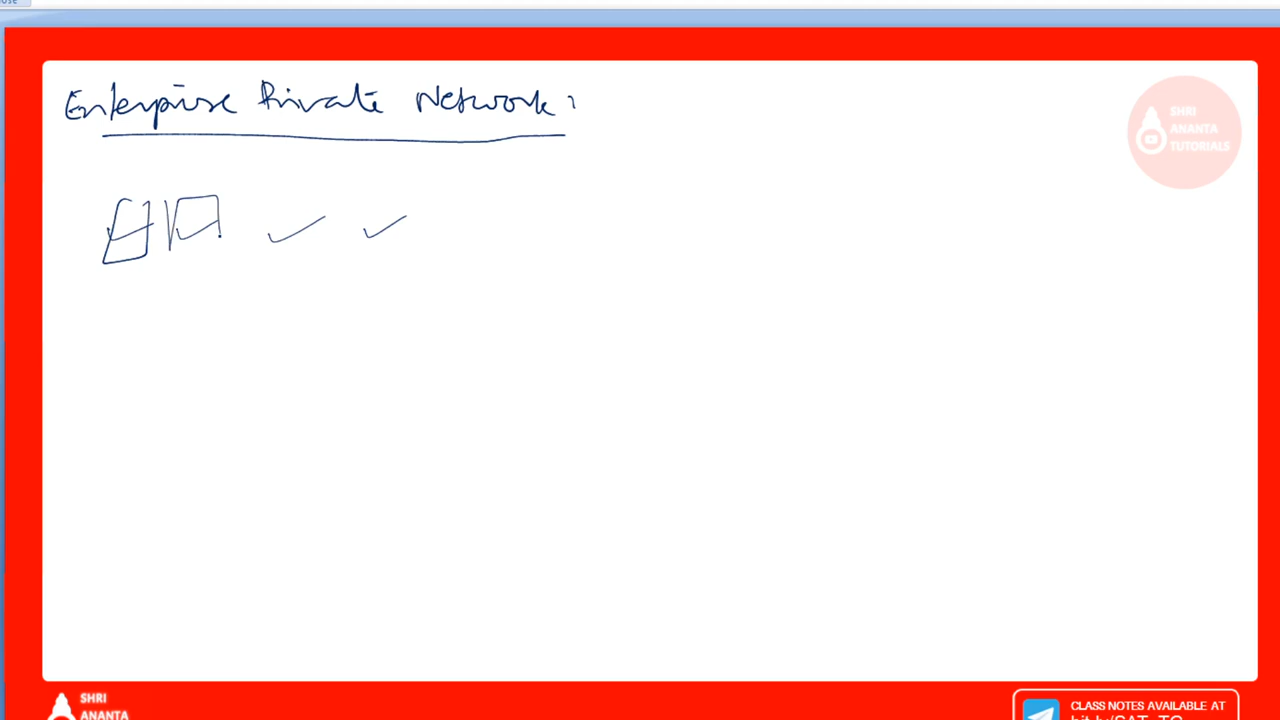 Enterprise Private Network :
SHRI
ANANTA
TUTORIALS
SHRI
ANANTA
CLASS NOTES AVAILABLE AT